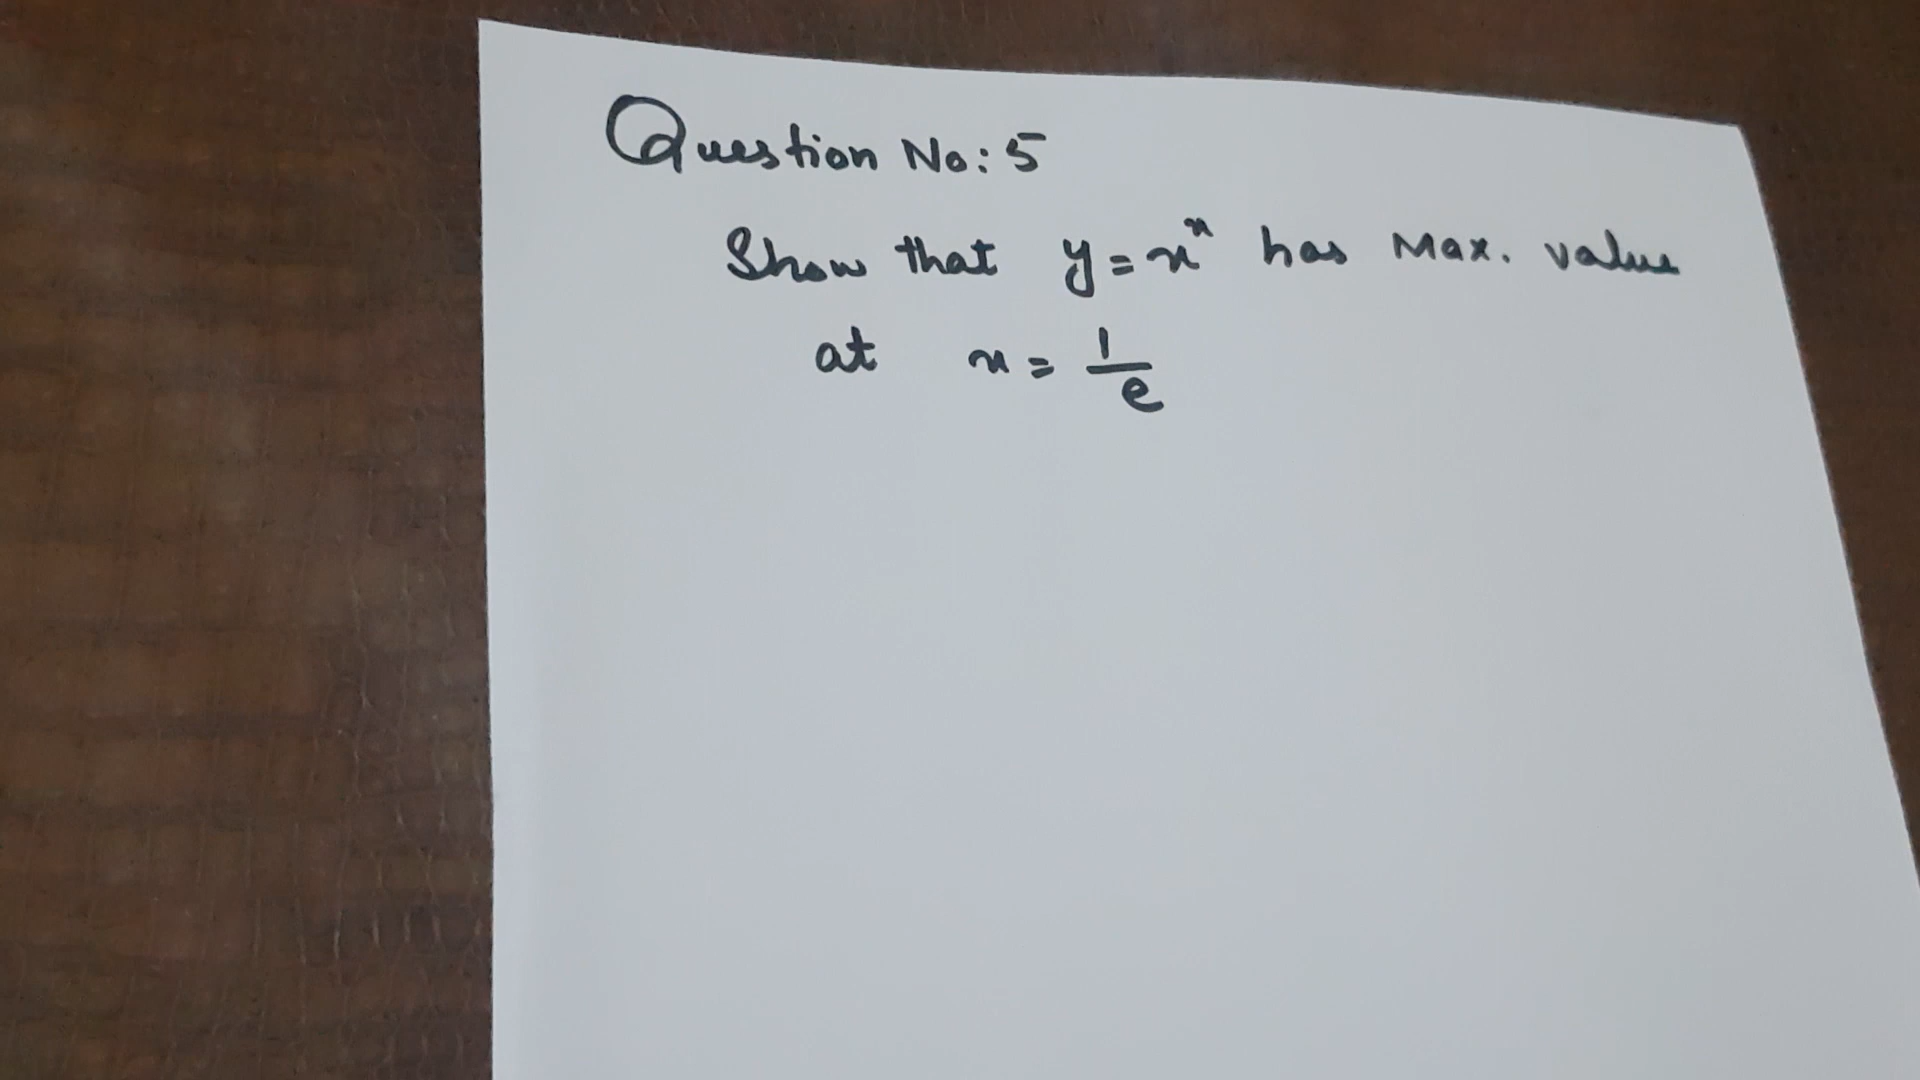 Question No: 5
Show that y = x^x has Max. value
at x = 1/e